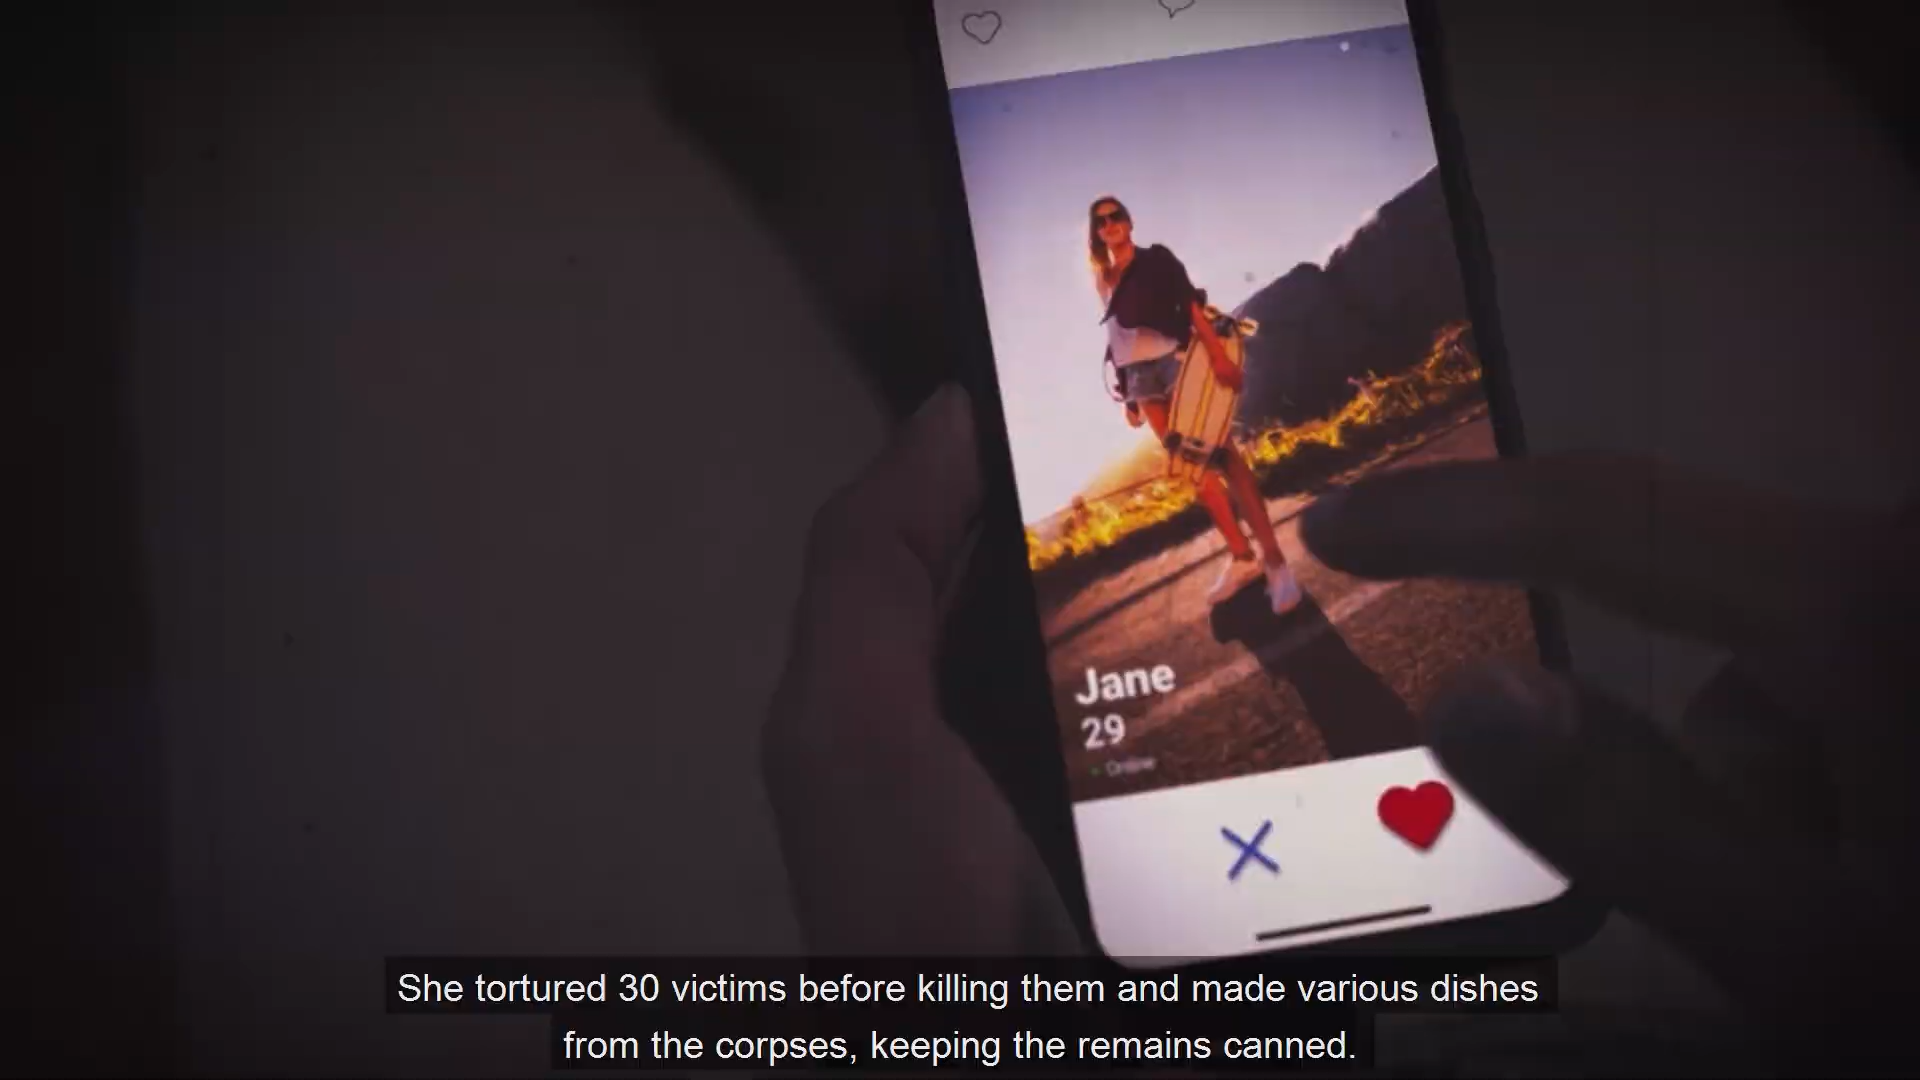 Jane
29
Online
She tortured 30 victims before killing them and made various dishes
from the corpses, keeping the remains canned.